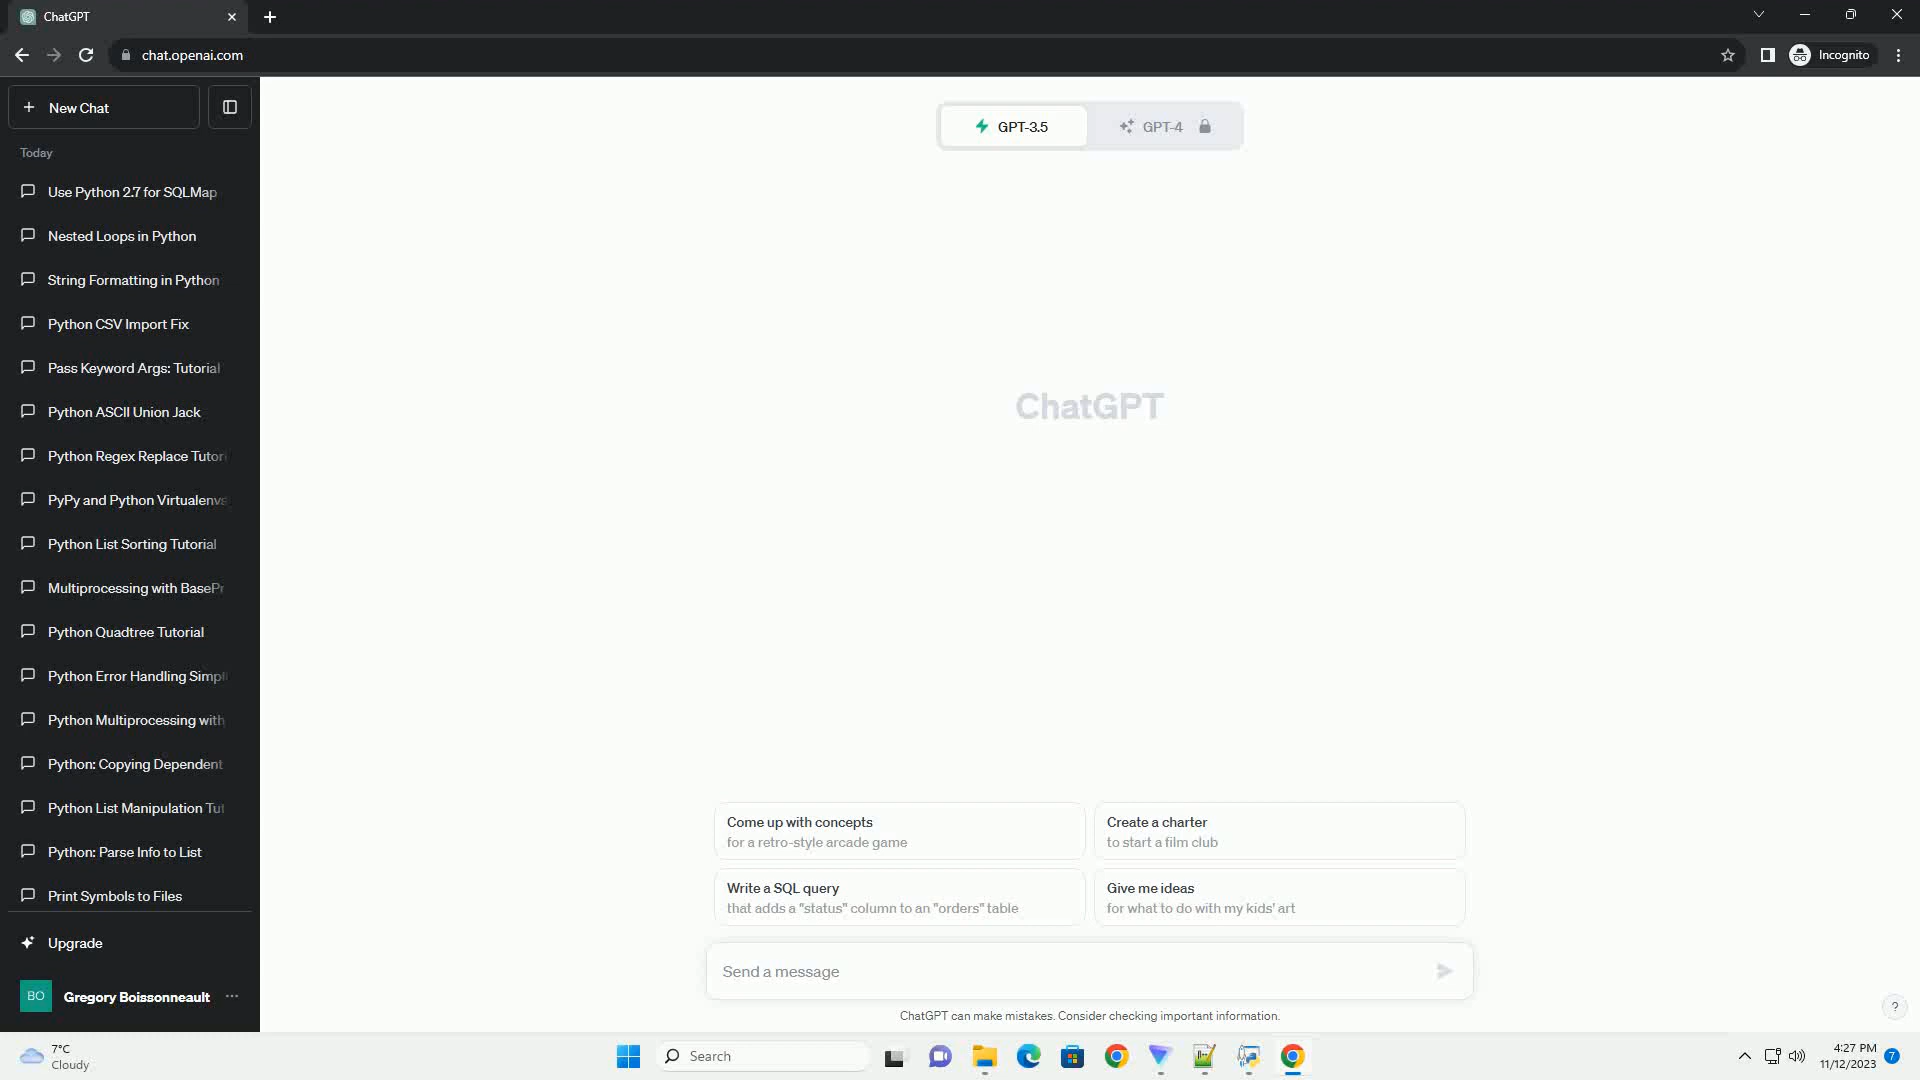 ChatGPT
chat.openai.com
Incognito
New Chat
Today
Use Python 2.7 for SQLMap
Nested Loops in Python
String Formatting in Python
Python CSV Import Fix
Pass Keyword Args: Tutorial
Python ASCII Union Jack
Python Regex Replace Tutori
PyPy and Python Virtualenvs
Python List Sorting Tutorial
Multiprocessing with BasePr
Python Quadtree Tutorial
Python Error Handling Simpli
Python Multiprocessing with
Python: Copying Dependent
Python List Manipulation Tut
Python: Parse Info to List
Print Symbols to Files
Upgrade
BO
Gregory Boissonneault
GPT-3.5
GPT-4
ChatGPT
Come up with concepts
for a retro-style arcade game
Create a charter
to start a film club
Write a SQL query
that adds a "status" column to an "orders" table
Give me ideas
for what to do with my kids' art
Send a message
ChatGPT can make mistakes. Consider checking important information.
?
7°C
Cloudy
Search
4:27 PM
11/12/2023
7